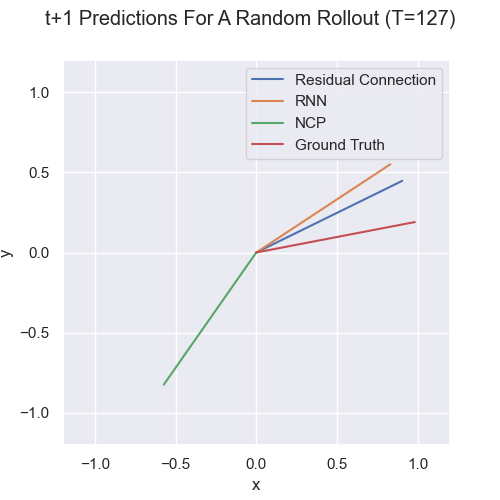 t+1 Predictions For A Random Rollout (T=127)
Residual Connection
RNN
NCP
Ground Truth
1.0
0.5
0.0
−0.5
−1.0
y
−1.0 −0.5 0.0 0.5 1.0
x